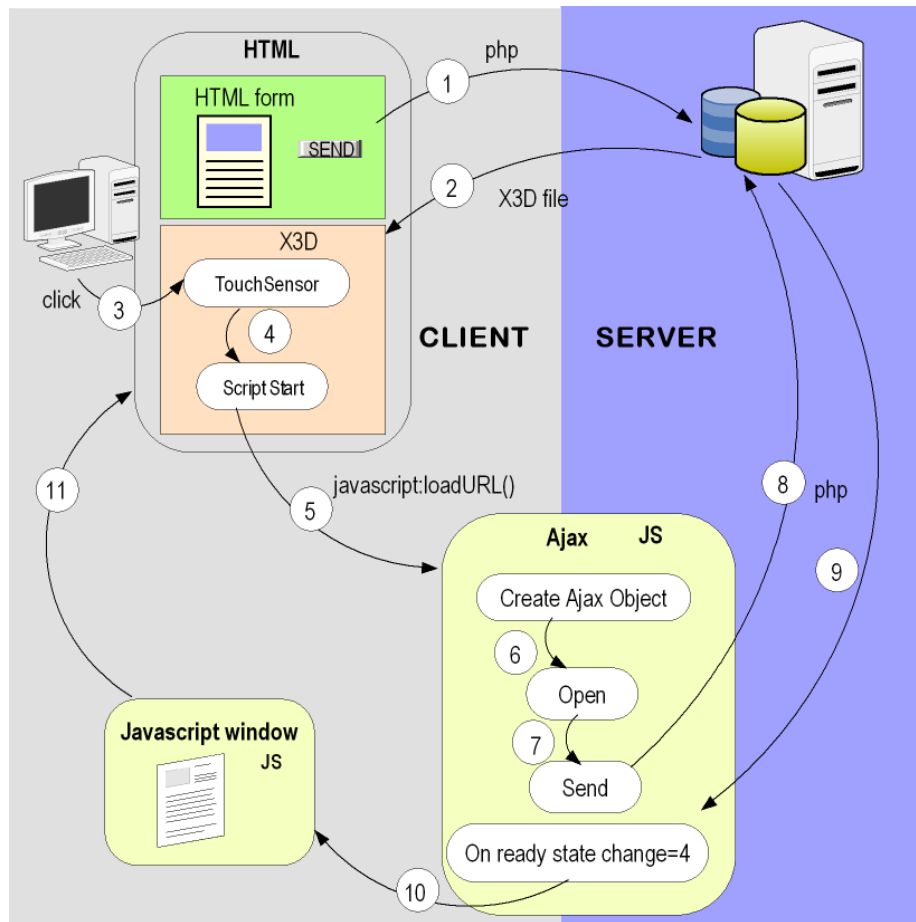 HTML
php
1
HTML form
SEND
2
X3D file
X3D
TouchSensor
click
3
4
CLIENT
SERVER
Script Start
11
javascript:loadURL()
5
8
php
Ajax
JS
9
Create Ajax Object
6
Open
7
Javascript window
JS
Send
On ready state change=4
10